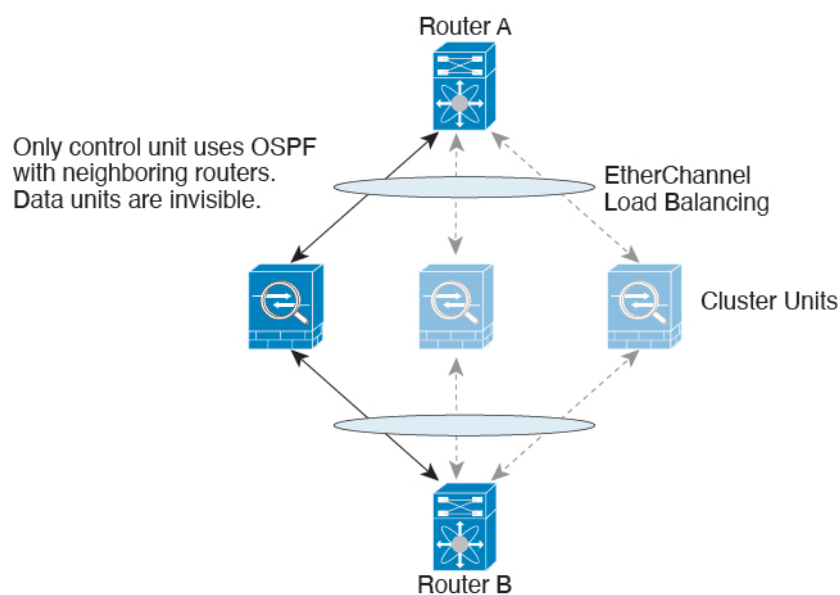 Router A
Only control unit uses OSPF
with neighboring routers.
Data units are invisible.
EtherChannel
Load Balancing
Cluster Units
Router B